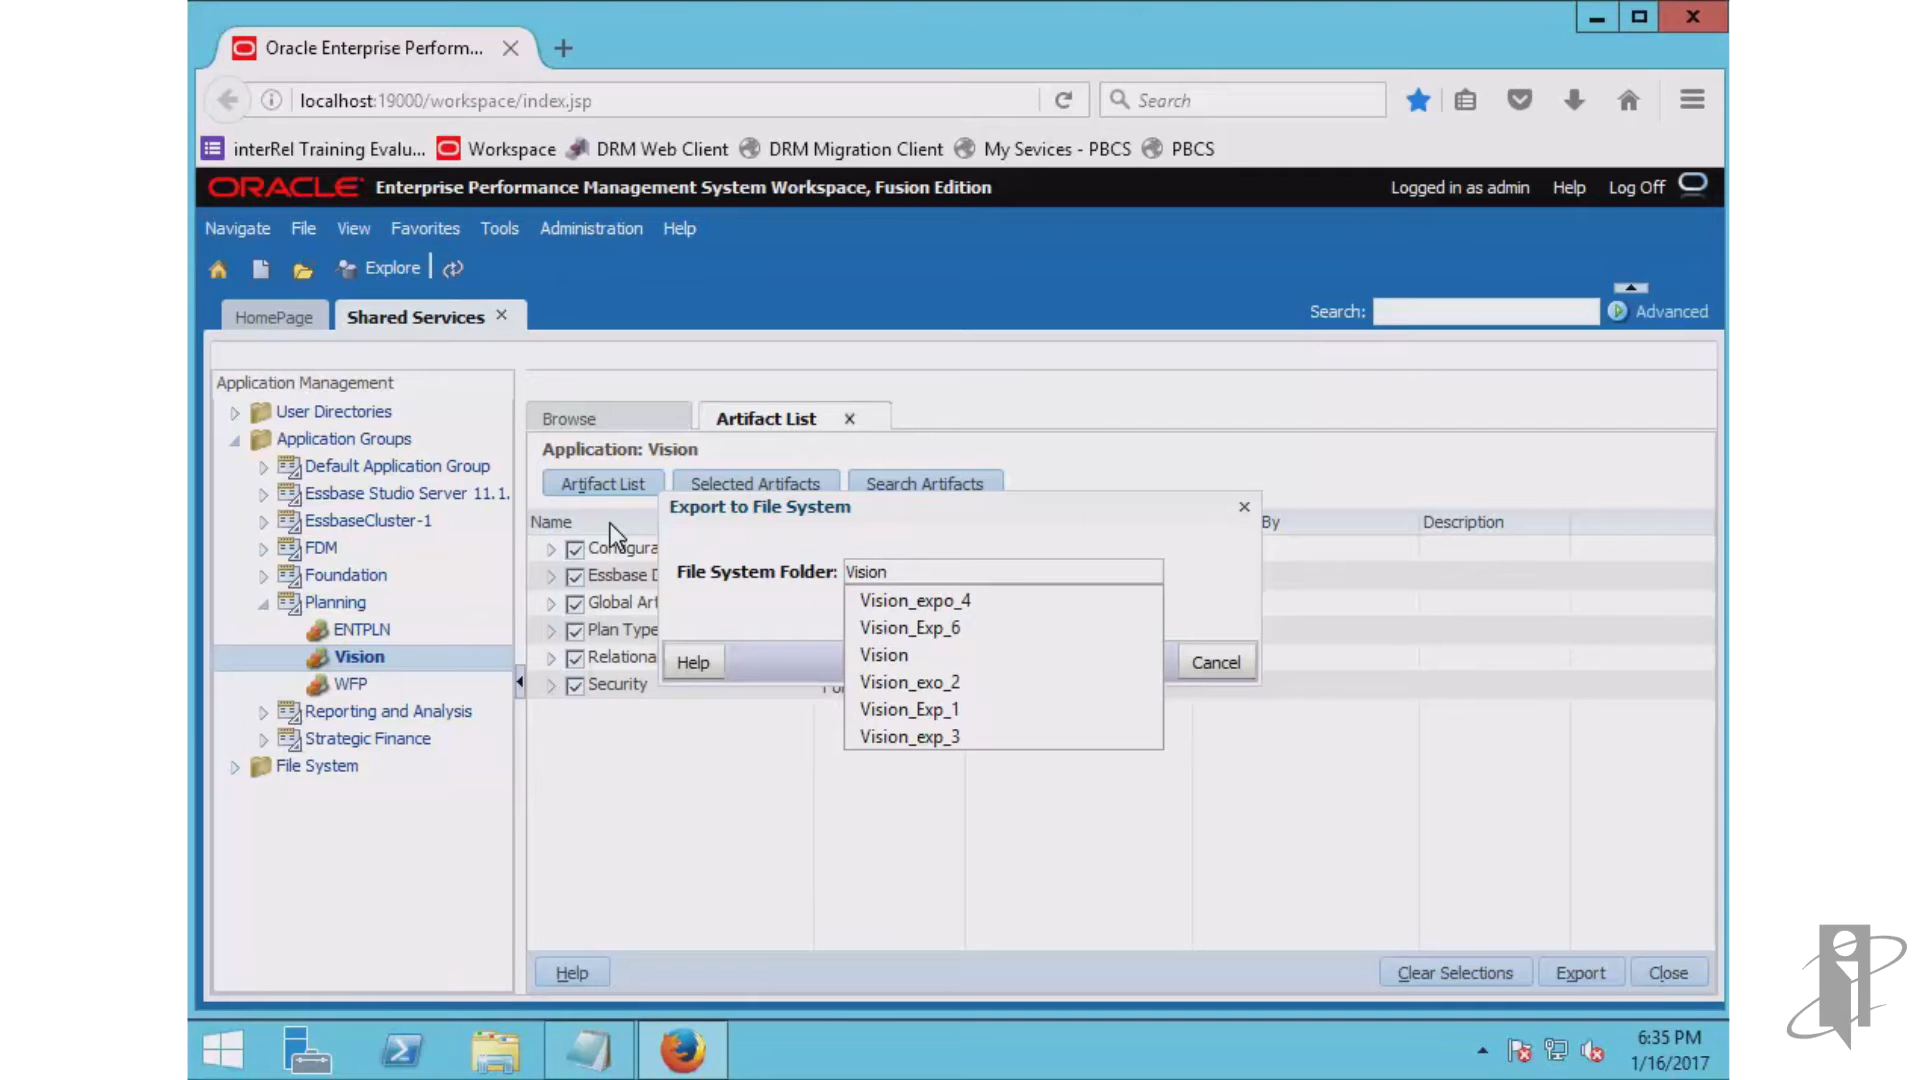 Oracle Enterprise Perform...
localhost:19000/workspace/index.jsp
Search
interRel Training Evalu...
Workspace
DRM Web Client
DRM Migration Client
My Sevices - PBCS
PBCS
ORACLE Enterprise Performance Management System Workspace, Fusion Edition
Logged in as admin
Help
Log Off
Navigate
File
View
Favorites
Tools
Administration
Help
Explore
HomePage
Shared Services
Search:
Advanced
Application Management
User Directories
Application Groups
Default Application Group
Essbase Studio Server 11.1.
EssbaseCluster-1
FDM
Foundation
Planning
ENTPLN
Vision
WFP
Reporting and Analysis
Strategic Finance
File System
Browse
Artifact List
Application: Vision
Artifact List
Selected Artifacts
Search Artifacts
Name
By
Description
Essbase D
Global Art
Plan Type
Relationa
Security
Export to File System
File System Folder: Vision
Vision_expo_4
Vision_Exp_6
Vision
Vision_exo_2
Vision_Exp_1
Vision_exp_3
Help
Cancel
Help
Clear Selections
Export
Close
6:35 PM
1/16/2017